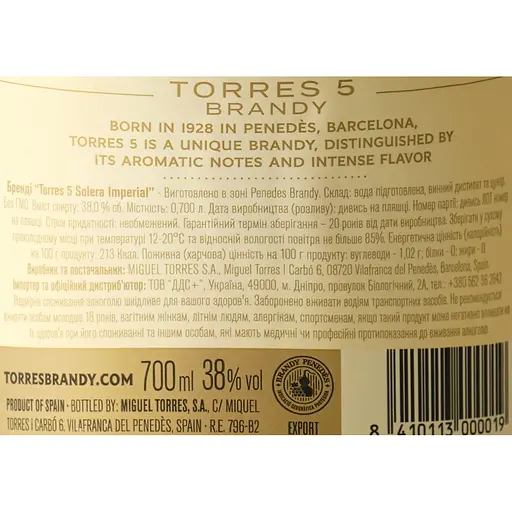 TORRES 5
BRANDY
BORN IN 1928 IN PENEDÈS, BARCELONA,
TORRES 5 IS A UNIQUE BRANDY, DISTINGUISHED BY
ITS AROMATIC NOTES AND INTENSE FLAVOR
Бренді "Torres 5 Solera Imperial" - Виготовлено в зоні Penedes Brandy. Склад: вода підготовлена, винний дистилят та цукор.
Без ГМО. Вміст спирту: 38,0 % об. Місткість: 0,700 л. Дата виробництва (розливу): дивись на пляшці. Номер партії: дивись ЛОТ номер
на пляшці. Строк придатності: необмежений. Гарантійний термін зберігання - 20 років від дати виробництва. Зберігати у сухому
прохолодному місці при температурі 12-20°С та відносній вологості повітря не більше 85%. Енергетична цінність (калорійність)
на 100 г продукту: 213 Ккал. Поживна (харчова) цінність на 100 г продукту: вуглеводи - 1,02 г. білки - 0; жири - 0
Виробник та постачальник: MIGUEL TORRES S.A., Miguel Torres i Carbó 6, 08720 Vilafranca del Penedès, Barcelona, Spain
Імпортер та офіційний дистриб'ютор: ТОВ "ДДС+", Україна, 49000, м. Дніпро, провулок Біологічний, 2А, тел.: +380 562 36 2642
Надмірне споживання алкоголю шкідливе для вашого здоров'я. Заборонено вживати водіям транспортних засобів. Не рекомендується
вживати особам молодше 18 років, вагітним жінкам, літнім людям, алергікам, спортсменам, якщо такий продукт може негативно
здоров'я при його споживанні та іншим особам, які мають медичні чи професійні протипоказання до вживання алкоголю.
TORRESBRANDY.COM 700 ml 38% vol
BRANDY PENEDÈS
PRODUCT OF SPAIN - BOTTLED BY: MIGUEL TORRES, S.A., C/ MIQUEL
TORRES I CARBÓ 6. VILAFRANCA DEL PENEDÈS, SPAIN - R.E. 796-B2
EXPORT
8 410113 000019